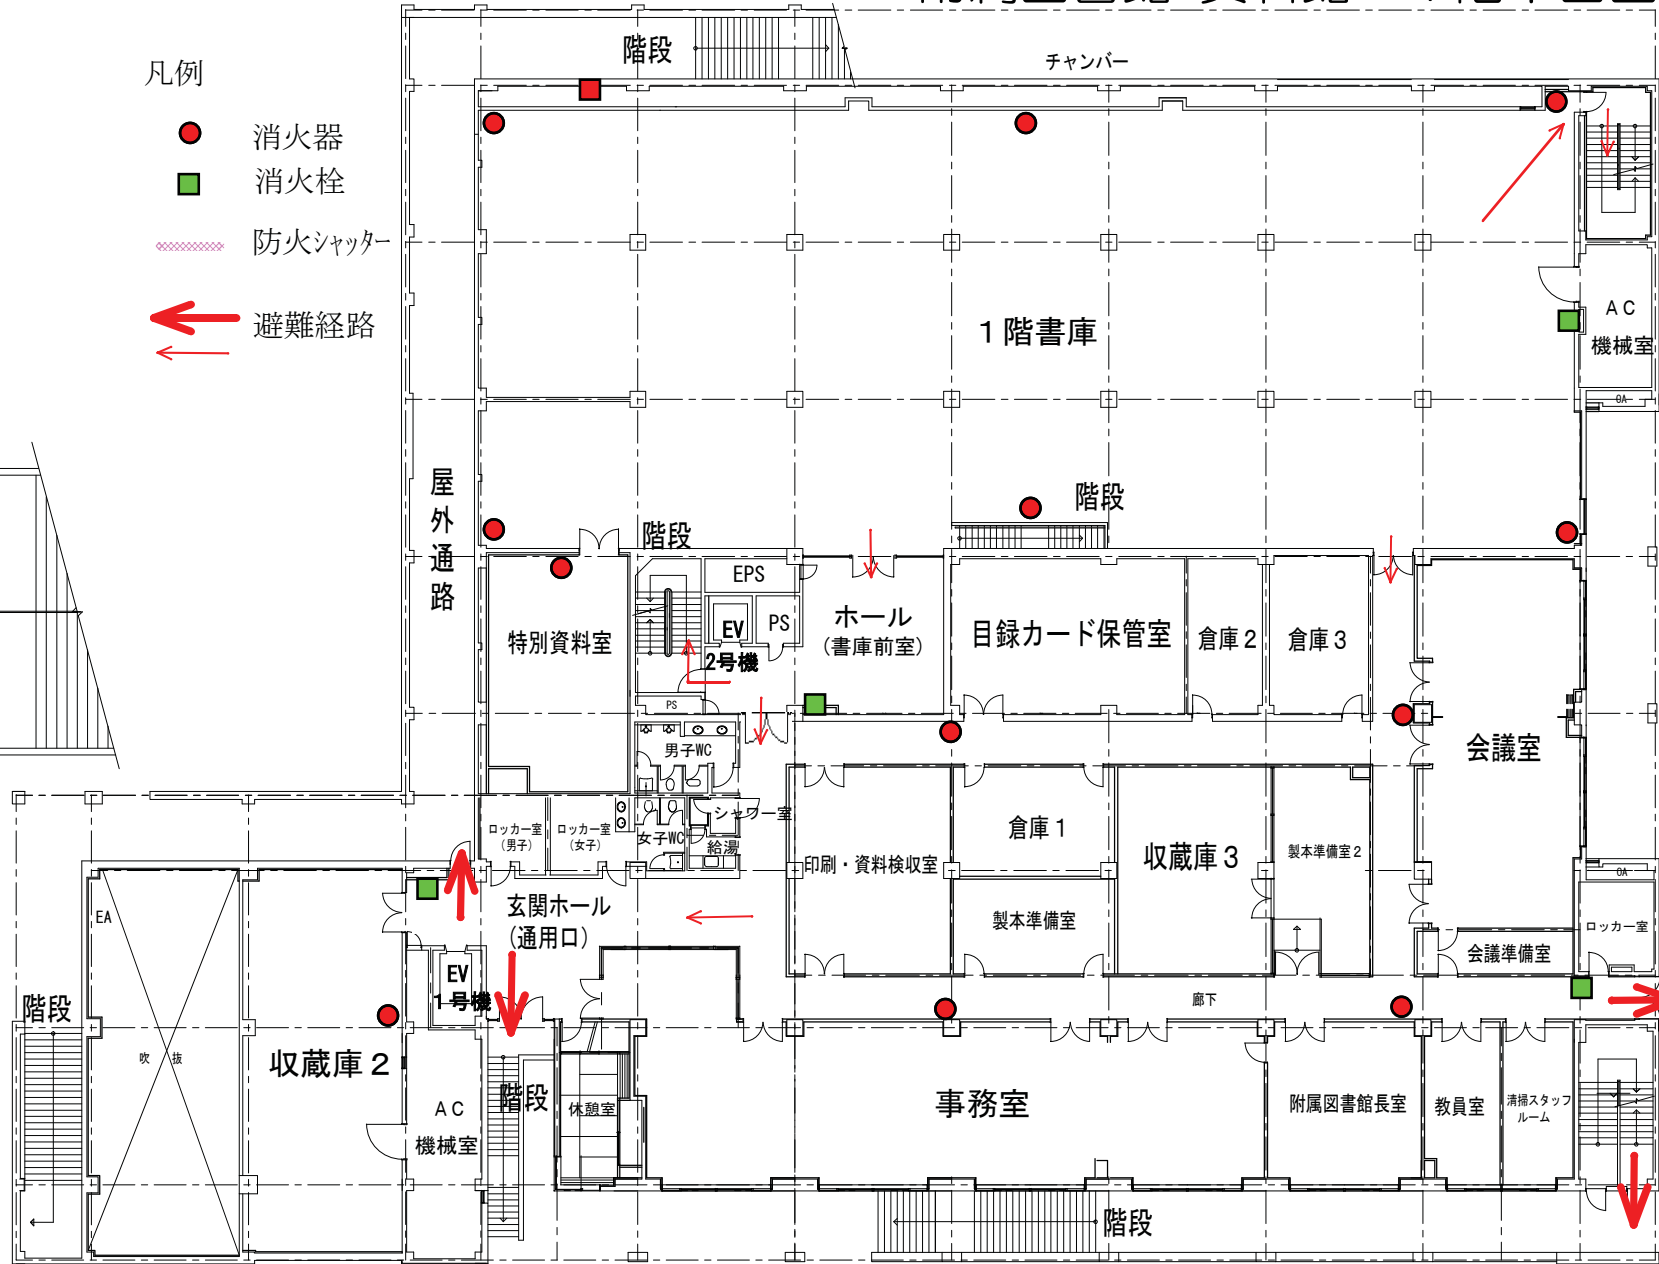 凡例
消火器
消火栓
防火シャッター
避難経路
階段
チャンバー
1階書庫
AC
機械室
OA
屋外通路
階段
階段
EPS
EV
PS
2号機
PS
特別資料室
ホール
(書庫前室)
目録カード保管室
倉庫2
倉庫3
会議室
男子WC
女子WC
シャワー室
給湯
ロッカー室
(男子)
ロッカー室
(女子)
印刷・資料検収室
倉庫1
製本準備室
収蔵庫3
製本準備室2
OA
ロッカー室
会議準備室
玄関ホール
(通用口)
廊下
EA
吹抜
階段
収蔵庫2
EV
1号機
AC
機械室
階段
休憩室
事務室
附属図書館長室
教員室
清掃スタッフ
ルーム
階段